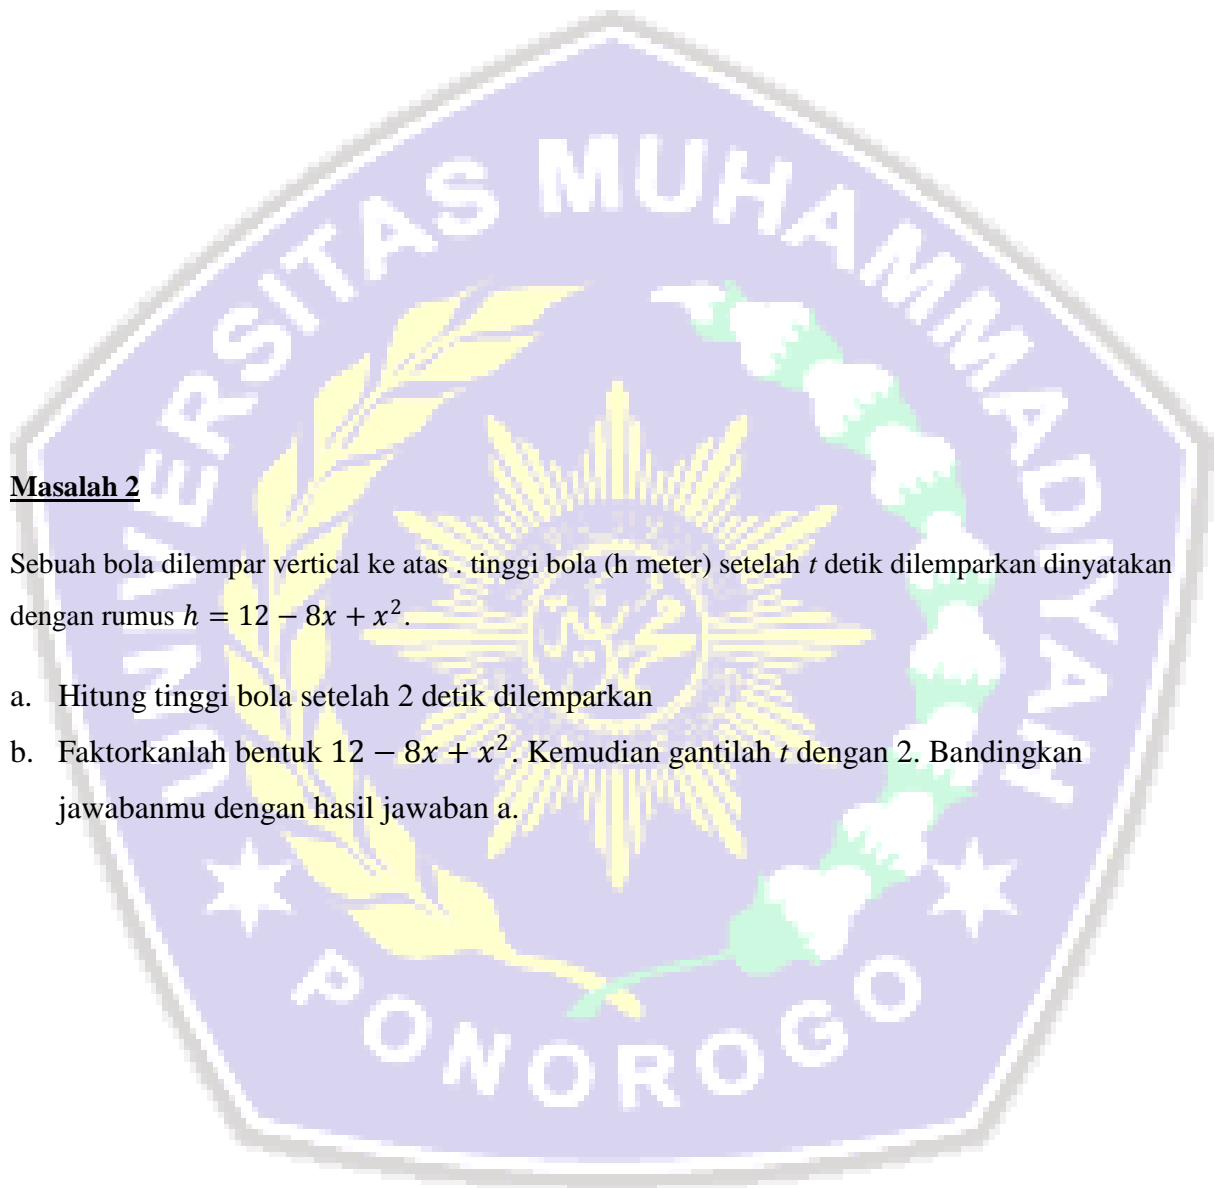 UNIVERSITAS MUHAMMADIYAH
Masalah 2
Sebuah bola dilempar vertical ke atas . tinggi bola (h meter) setelah t detik dilemparkan dinyatakan
dengan rumus h = 12 − 8x + x².
a. Hitung tinggi bola setelah 2 detik dilemparkan
b. Faktorkanlah bentuk 12 − 8x + x². Kemudian gantilah t dengan 2. Bandingkan
jawabanmu dengan hasil jawaban a.
PONOROGO